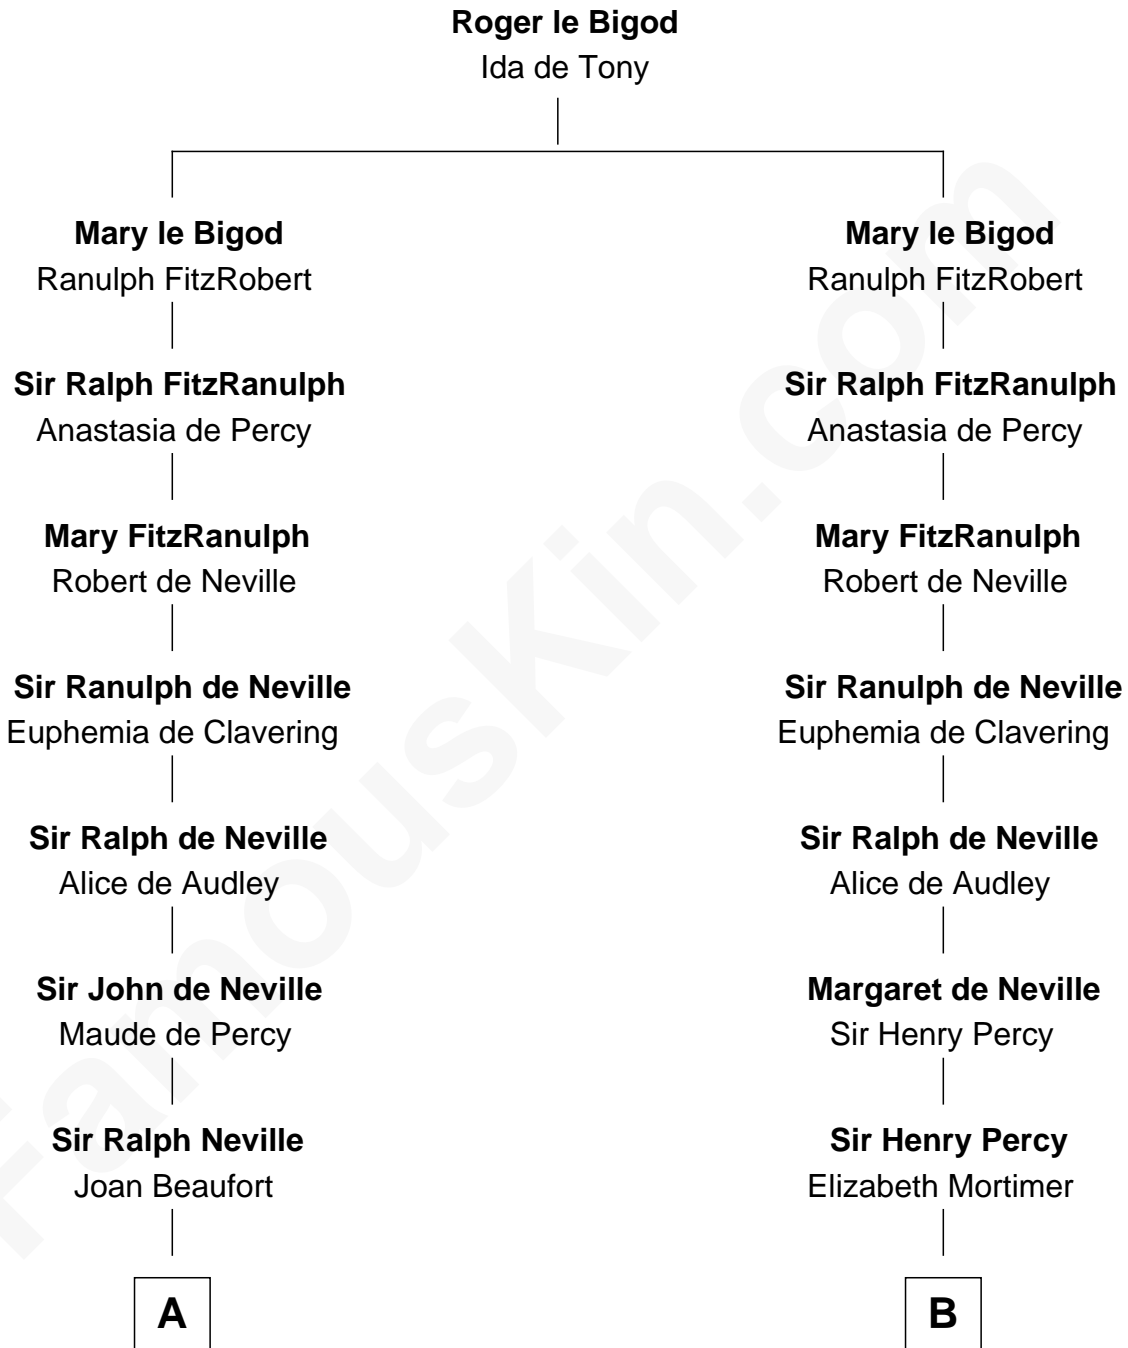 Roger le Bigod
Ida de Tony
Mary le Bigod
Ranulph FitzRobert
Sir Ralph FitzRanulph
Anastasia de Percy
Mary FitzRanulph
Robert de Neville
Sir Ranulph de Neville
Euphemia de Clavering
Sir Ralph de Neville
Alice de Audley
Sir John de Neville
Maude de Percy
Sir Ralph Neville
Joan Beaufort
A
Mary le Bigod
Ranulph FitzRobert
Sir Ralph FitzRanulph
Anastasia de Percy
Mary FitzRanulph
Robert de Neville
Sir Ranulph de Neville
Euphemia de Clavering
Sir Ralph de Neville
Alice de Audley
Margaret de Neville
Sir Henry Percy
Sir Henry Percy
Elizabeth Mortimer
B
FamousKin.com